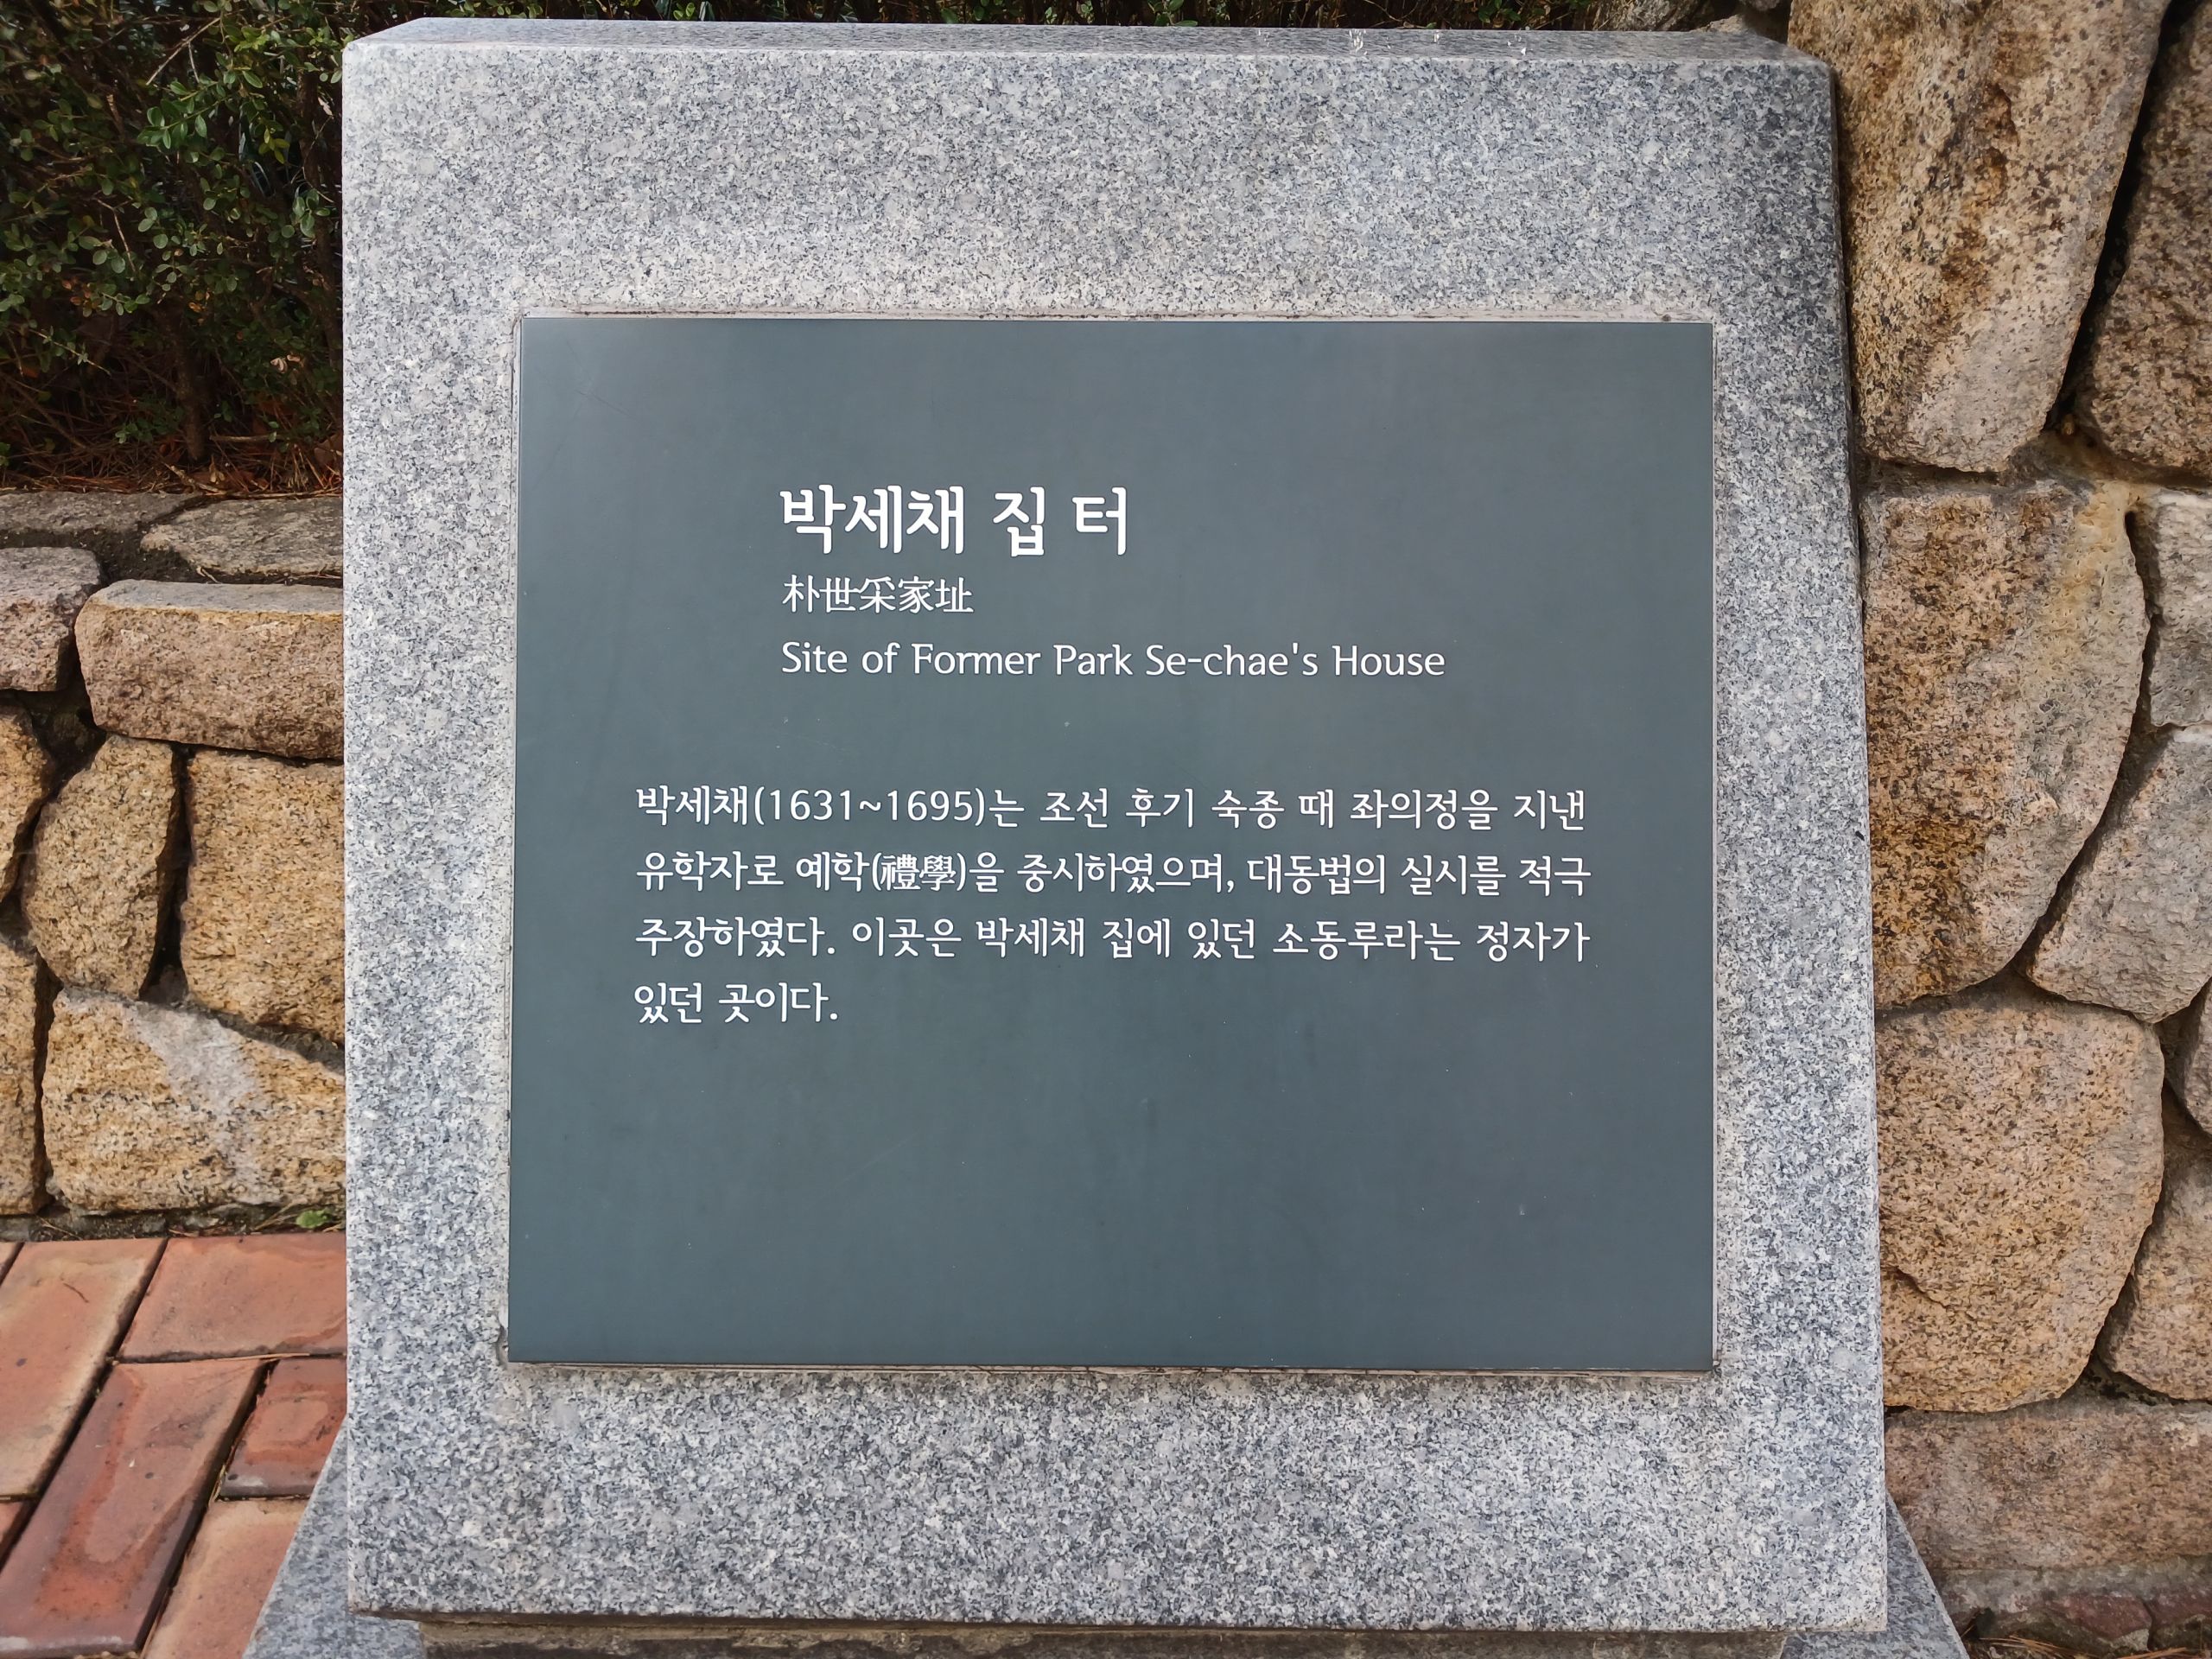 박세채 집 터
朴世采家址
Site of Former Park Se-chae's House
박세채(1631~1695)는 조선 후기 숙종 때 좌의정을 지낸
유학자로 예학(禮學)을 중시하였으며, 대동법의 실시를 적극
주장하였다. 이곳은 박세채 집에 있던 소동루라는 정자가
있던 곳이다.